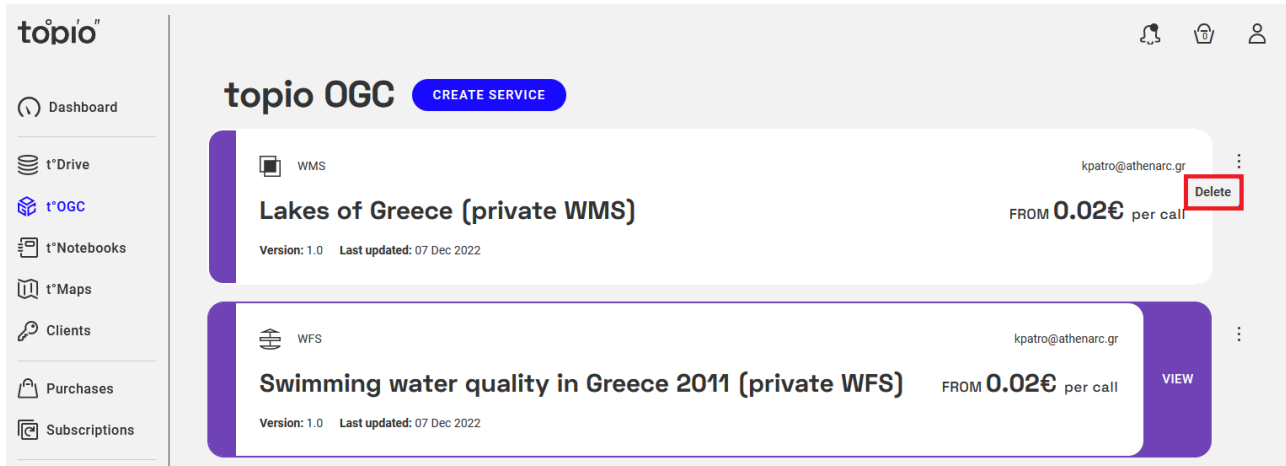 to°p'io"
Dashboard
t°Drive
t°OGC
t°Notebooks
t°Maps
Clients
Purchases
Subscriptions
0
topio OGC
CREATE SERVICE
WMS
kpatro@athenarc.gr
Delete
Lakes of Greece (private WMS)
FROM 0.02€ per call
Version: 1.0 Last updated: 07 Dec 2022
WFS
kpatro@athenarc.gr
Swimming water quality in Greece 2011 (private WFS)
FROM 0.02€ per call
VIEW
Version: 1.0 Last updated: 07 Dec 2022